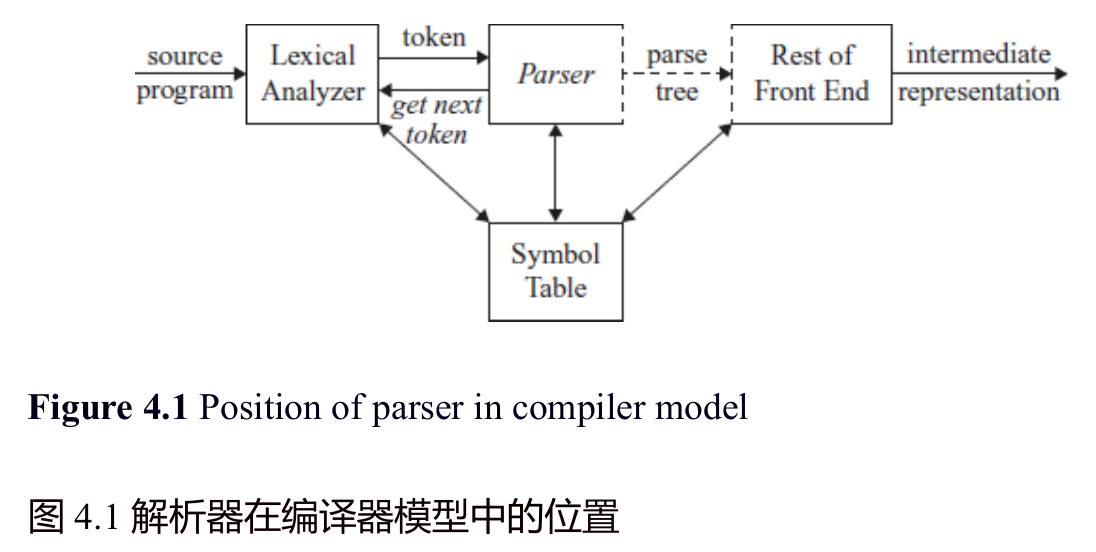 source
program
Lexical
Analyzer
token
get next
token
Parser
parse
tree
Rest of
Front End
intermediate
representation
Symbol
Table
Figure 4.1 Position of parser in compiler model
图 4.1 解析器在编译器模型中的位置